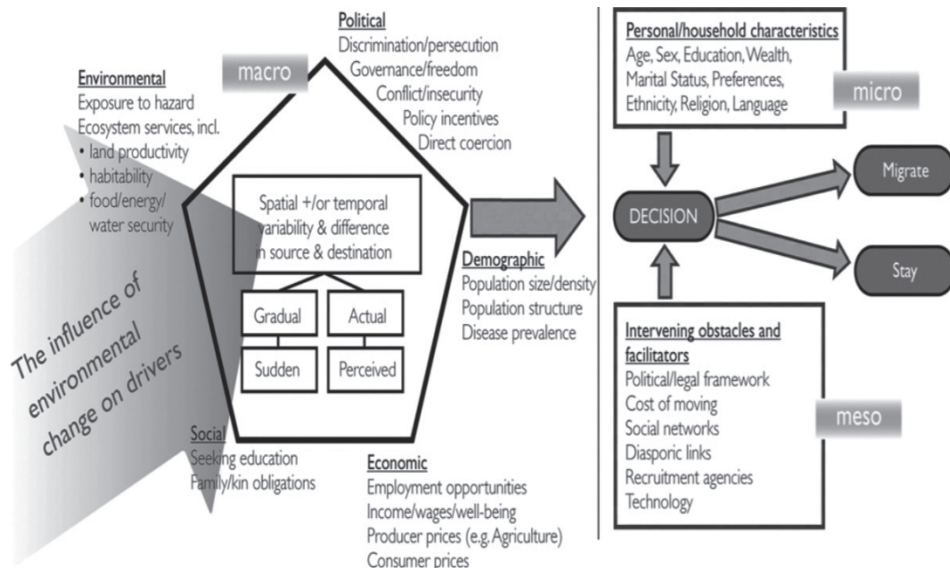 Political
Discrimination/persecution
Governance/freedom
Conflict/insecurity
Policy incentives
Direct coercion
macro
Environmental
Exposure to hazard
Ecosystem services, incl.
• land productivity
• habitability
• food/energy/
water security
Spatial +/or temporal
variability & difference
in source & destination
Gradual
Actual
Sudden
Perceived
The influence of
environmental
change on drivers
Demographic
Population size/density
Population structure
Disease prevalence
Social
Seeking education
Family/kin obligations
Economic
Employment opportunities
Income/wages/well-being
Producer prices (e.g. Agriculture)
Consumer prices
Personal/household characteristics
Age, Sex, Education, Wealth,
Marital Status, Preferences,
Ethnicity, Religion, Language
micro
DECISION
Migrate
Stay
Intervening obstacles and
facilitators
Political/legal framework
Cost of moving
Social networks
Diasporic links
Recruitment agencies
Technology
meso